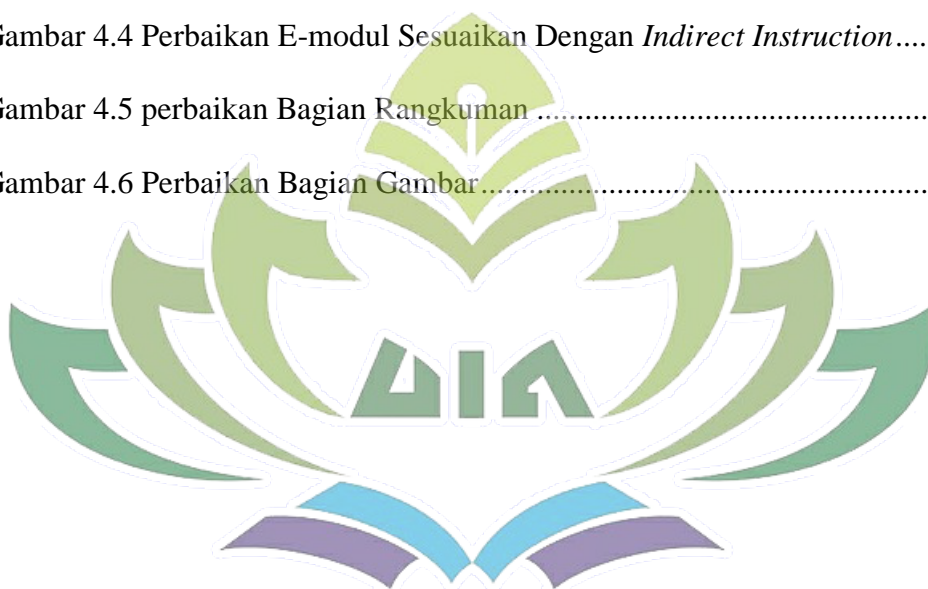 Gambar 4.4 Perbaikan E-modul Sesuaikan Dengan Indirect Instruction....
Gambar 4.5 perbaikan Bagian Rangkuman ................................................
Gambar 4.6 Perbaikan Bagian Gambar.......................................................
UIN